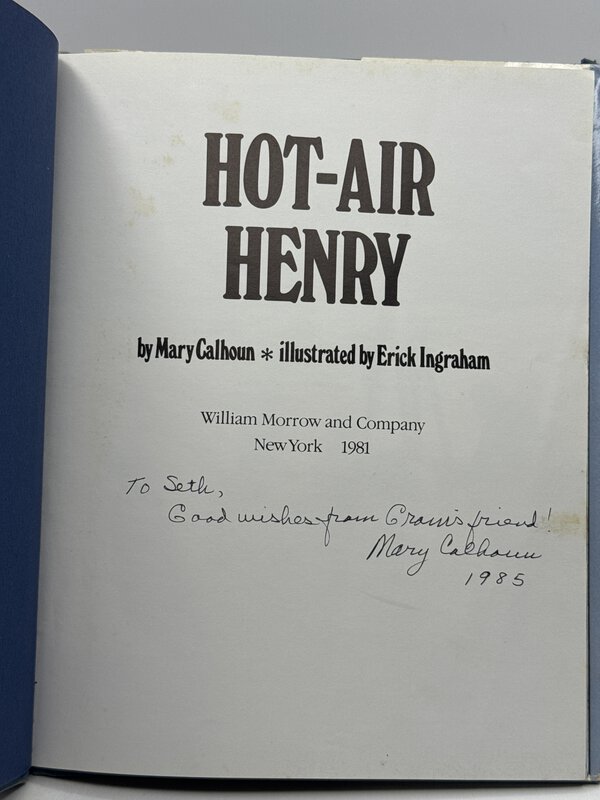 HOT-AIR
HENRY
by Mary Calhoun * illustrated by Erick Ingraham
William Morrow and Company
New York 1981
To Seth,
Good wishes from Gram's friend!
Mary Calhoun
1985